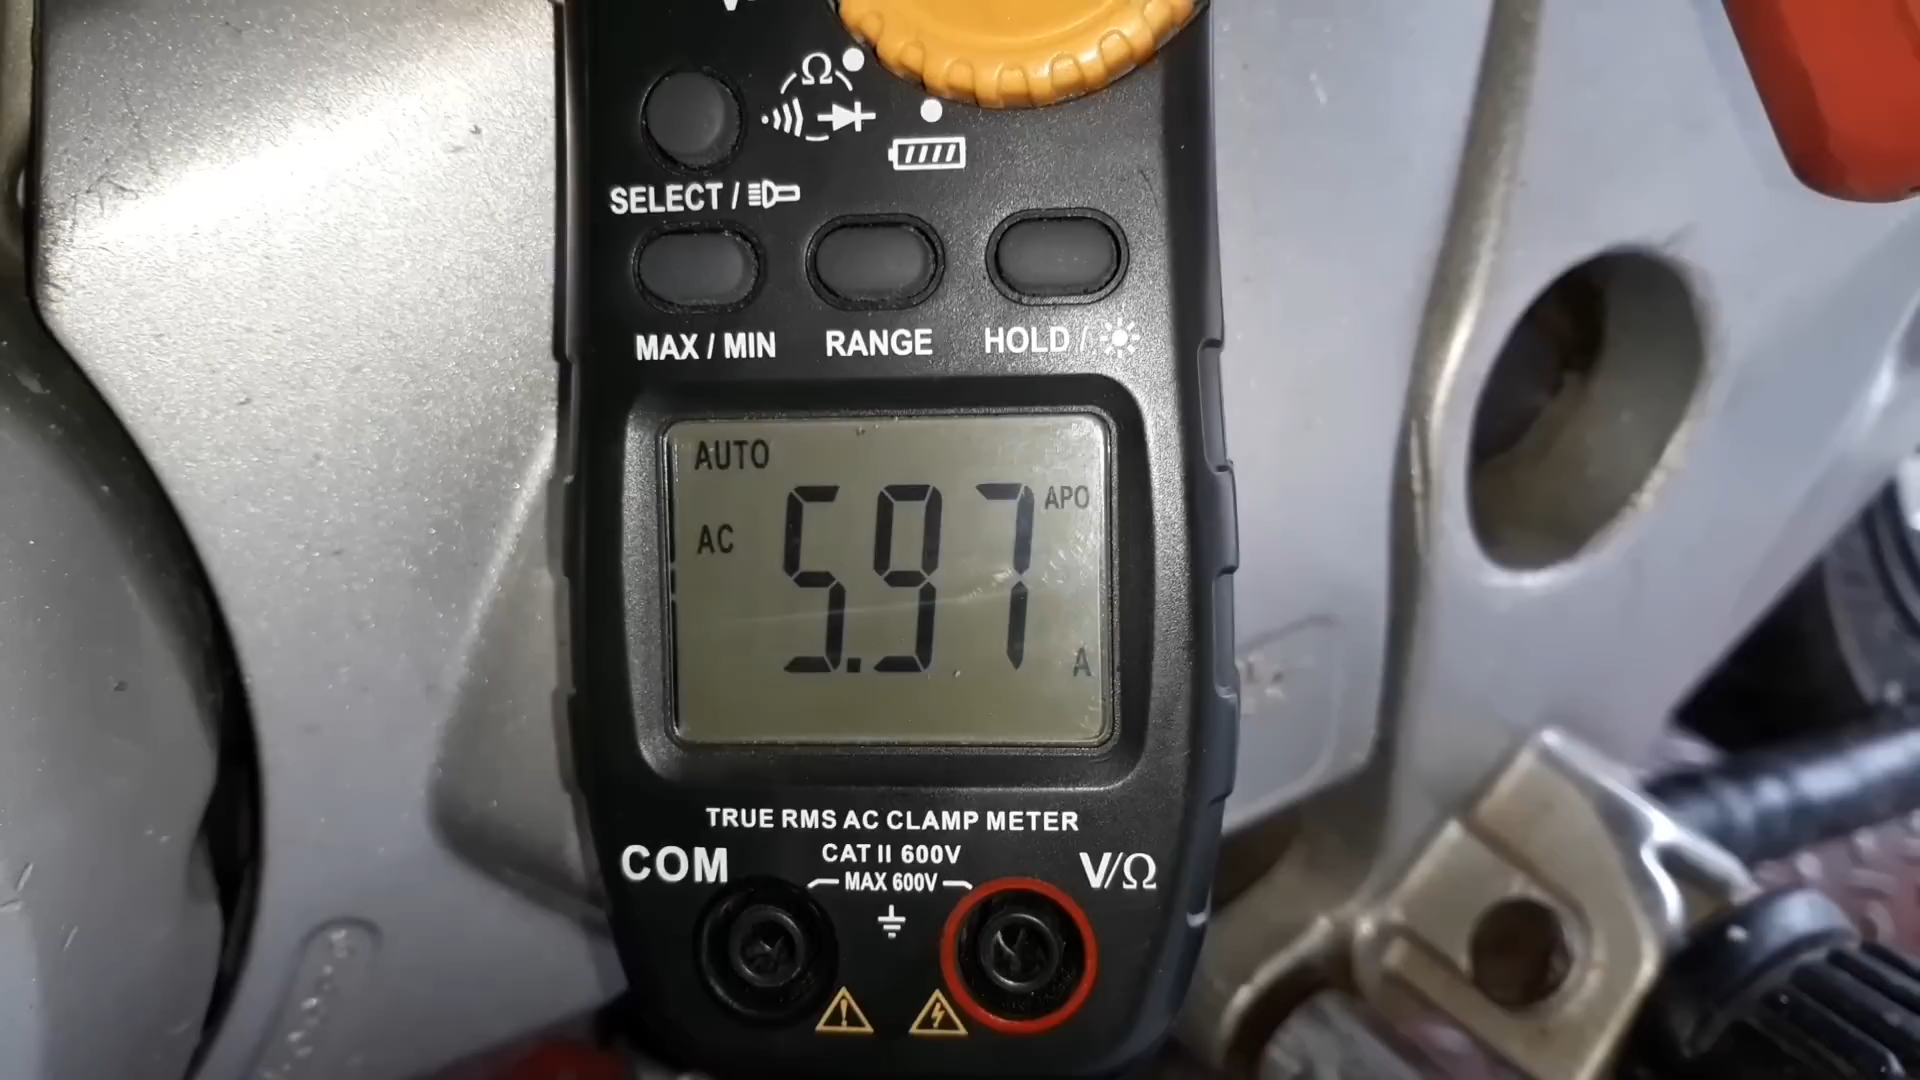 Ω
SELECT /
MAX / MIN RANGE HOLD /
AUTO
AC 5.97 APO
A
TRUE RMS AC CLAMP METER
COM CAT II 600V V/Ω
MAX 600V